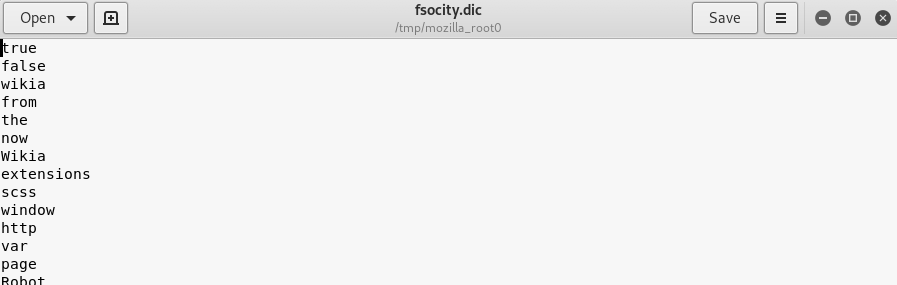 Open
fsocity.dic
/tmp/mozilla_root0
Save
true
false
wikia
from
the
now
Wikia
extensions
scss
window
http
var
page
Robot